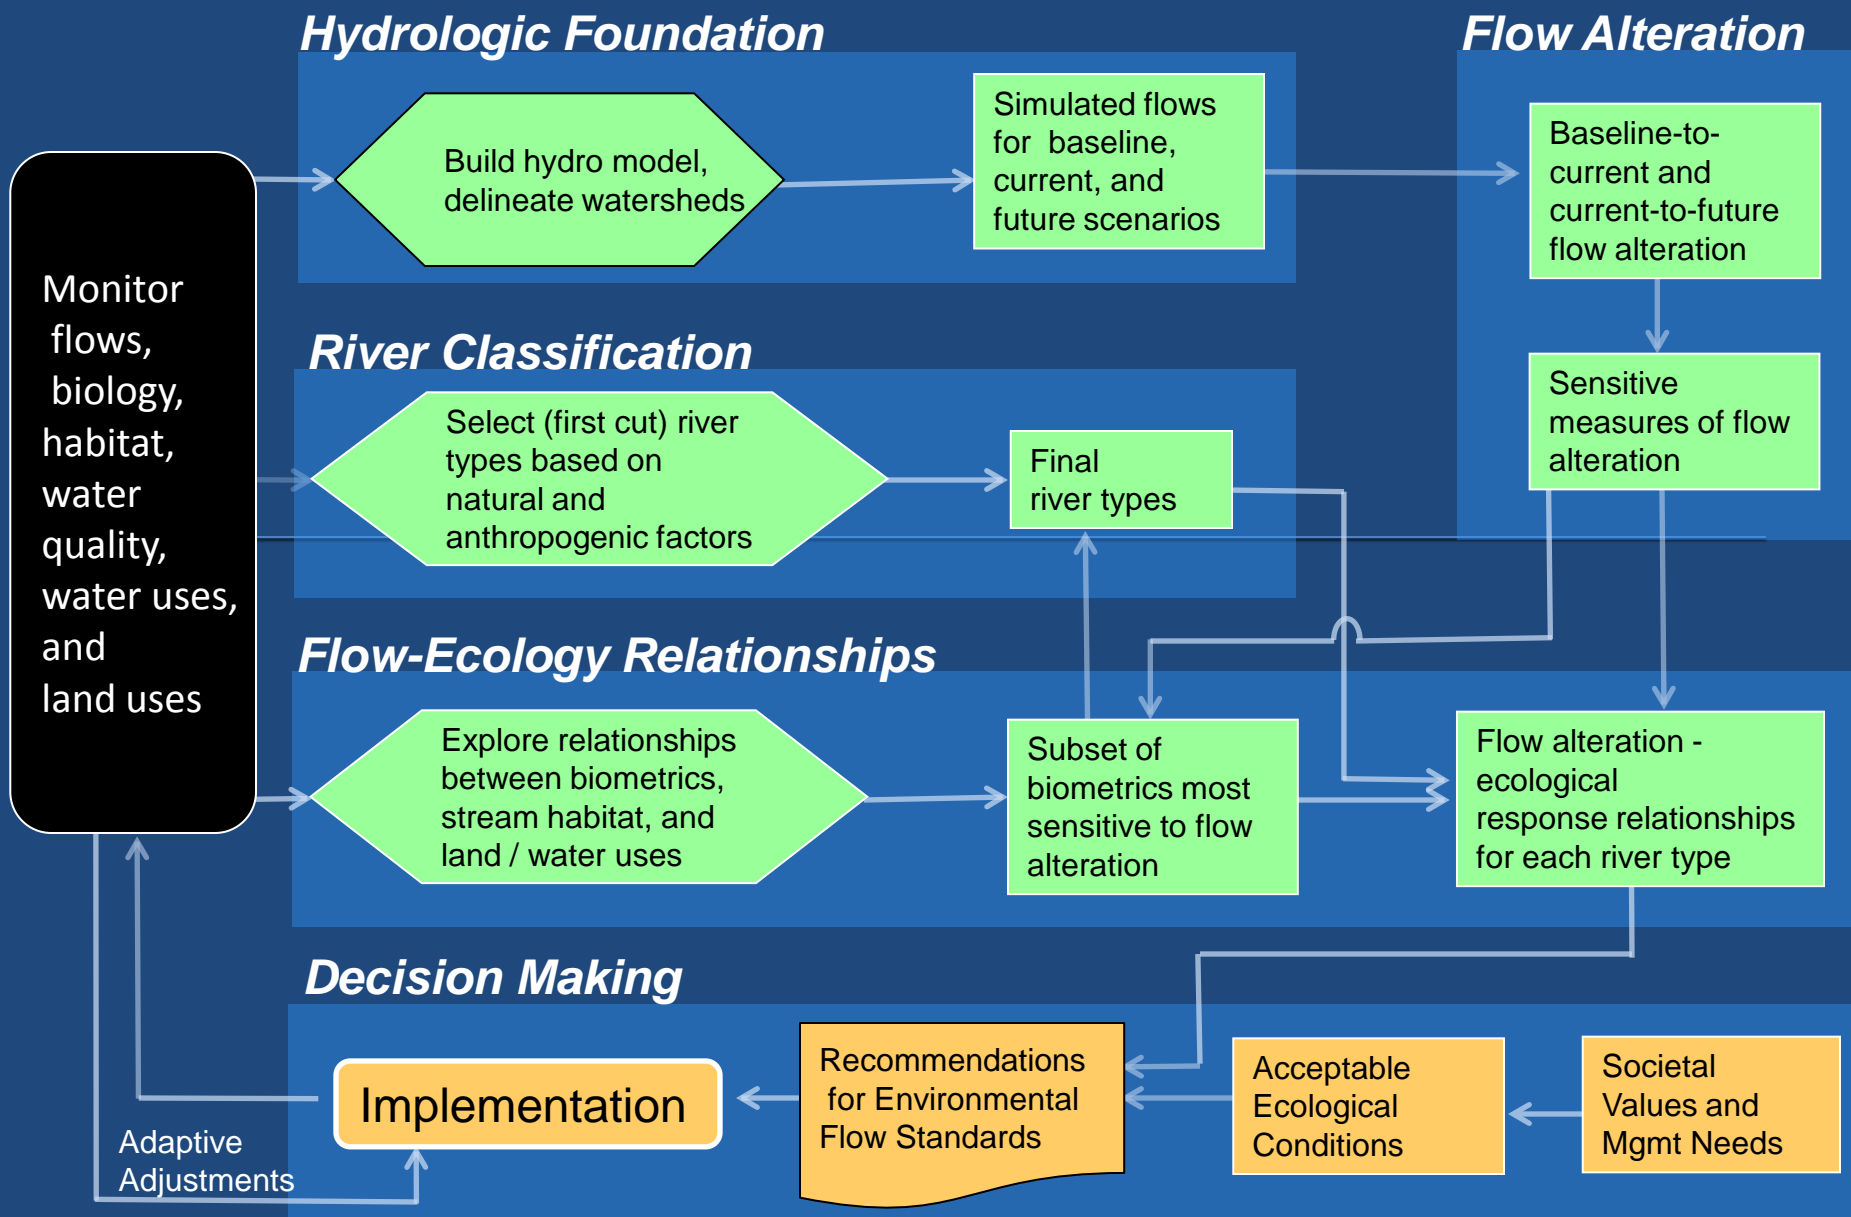 Hydrologic Foundation
Flow Alteration
Build hydro model,
delineate watersheds
Simulated flows
for baseline,
current, and
future scenarios
Baseline-to-
current and
current-to-future
flow alteration
Monitor
flows,
biology,
habitat,
water
quality,
water uses,
and
land uses
River Classification
Select (first cut) river
types based on
natural and
anthropogenic factors
Final
river types
Sensitive
measures of flow
alteration
Flow-Ecology Relationships
Explore relationships
between biometrics,
stream habitat, and
land / water uses
Subset of
biometrics most
sensitive to flow
alteration
Flow alteration -
ecological
response relationships
for each river type
Decision Making
Implementation
Recommendations
for Environmental
Flow Standards
Acceptable
Ecological
Conditions
Societal
Values and
Mgmt Needs
Adaptive
Adjustments